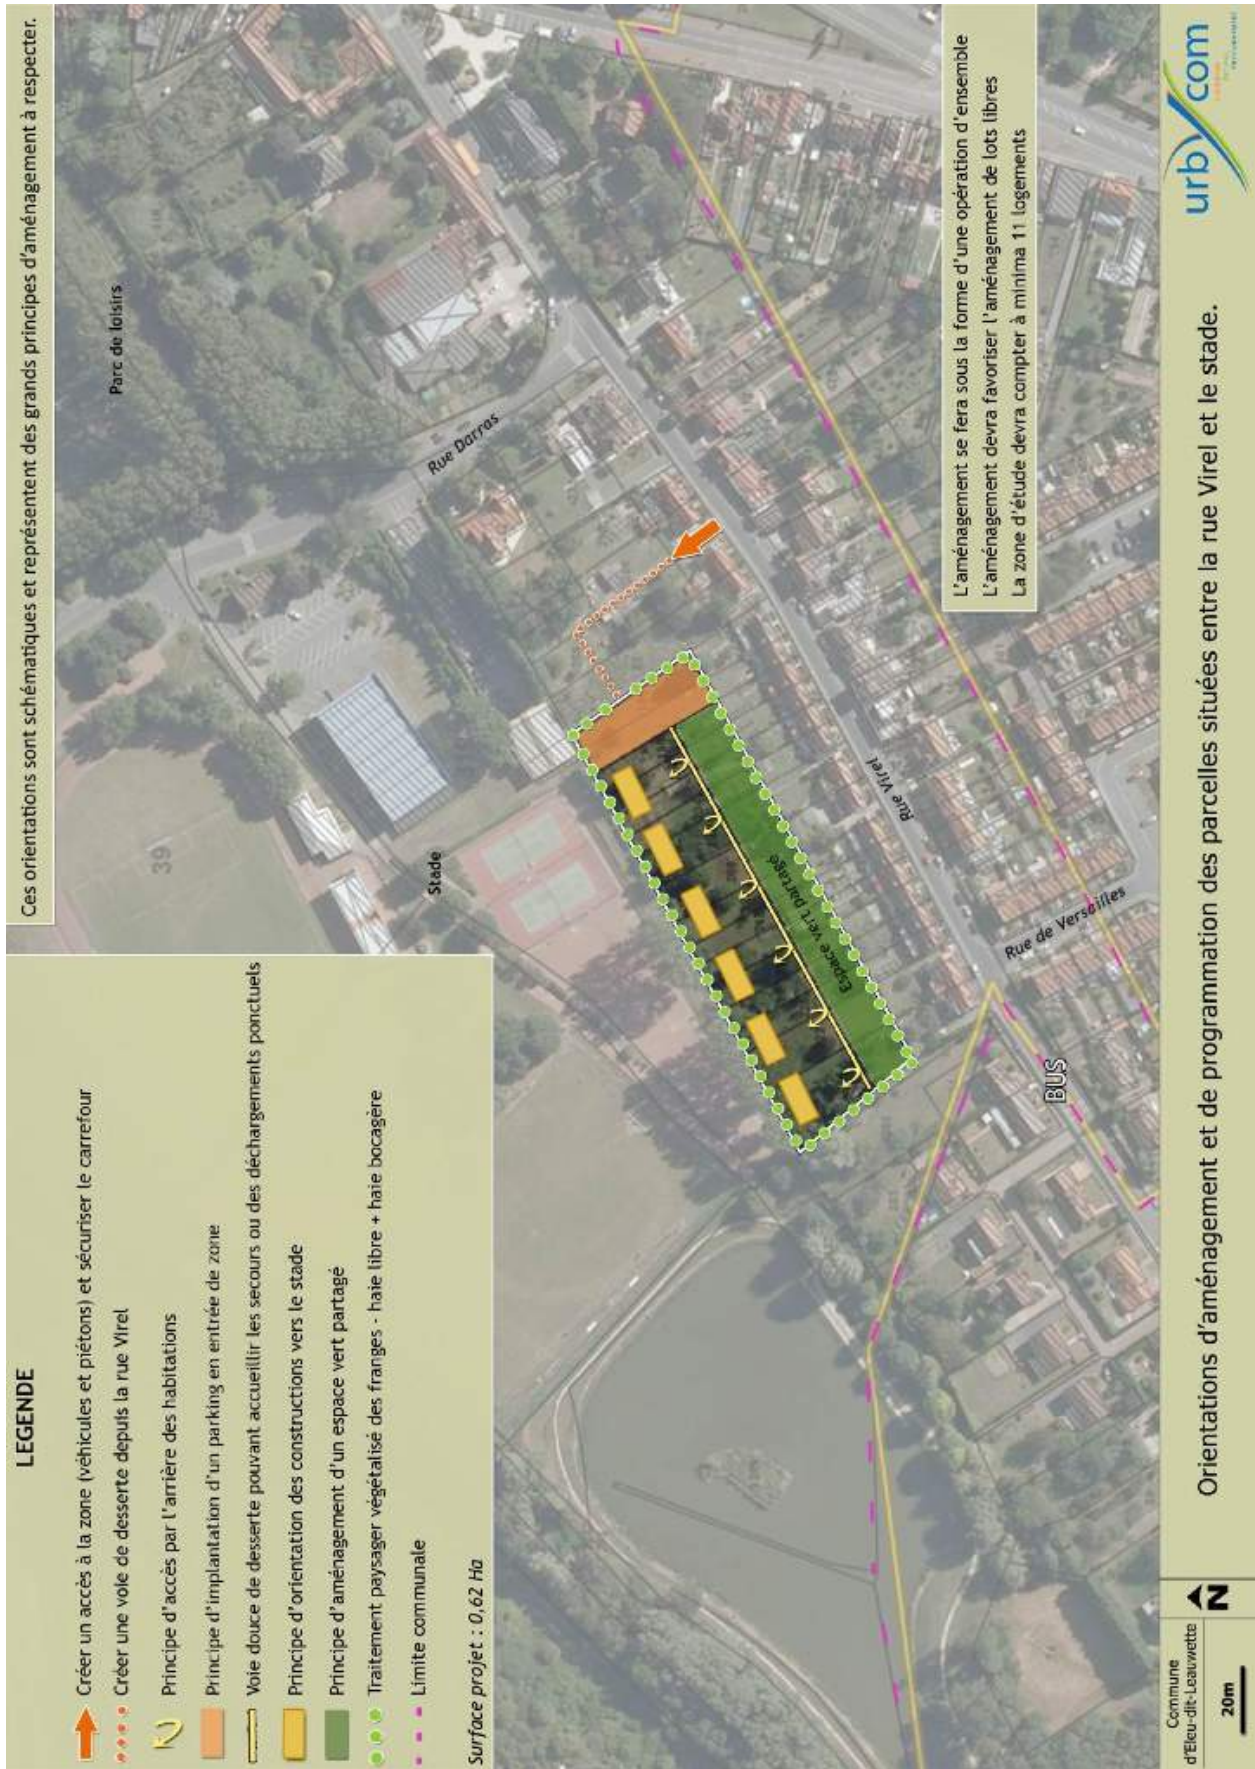 Ces orientations sont schématiques et représentent des grands principes d'aménagement à respecter.
LEGENDE
Créer un accès à la zone (véhicules et piétons) et sécuriser le carrefour
Créer une voie de desserte depuis la rue Virel
Principe d'accès par l'arrière des habitations
Principe d'implantation d'un parking en entrée de zone
Voie douce de desserte pouvant accueillir les secours ou des déchargements ponctuels
Principe d'orientation des constructions vers le stade
Principe d'aménagement d'un espace vert partagé
Traitement paysager végétalisé des franges - haie libre + haie bocagère
Limite communale
Surface projet : 0,62 Ha
Parc de loisirs
Rue Darras
39
Stade
Espace vert partagé
Rue Virel
Rue de Versailles
BUS
L'aménagement se fera sous la forme d'une opération d'ensemble
L'aménagement devra favoriser l'aménagement de lots libres
La zone d'étude devra compter à minima 11 logements
Commune
d'Eleu-dit-Leauwette
20m
N
Orientations d'aménagement et de programmation des parcelles situées entre la rue Virel et le stade.
urbycom